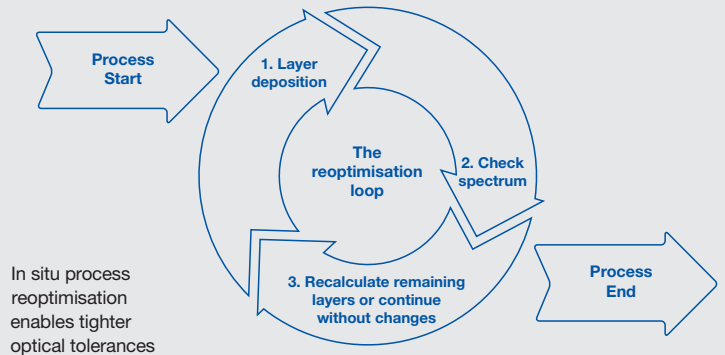 Process
Start
1. Layer
deposition
The
reoptimisation
loop
2. Check
spectrum
3. Recalculate remaining
layers or continue
without changes
Process
End
In situ process
reoptimisation
enables tighter
optical tolerances